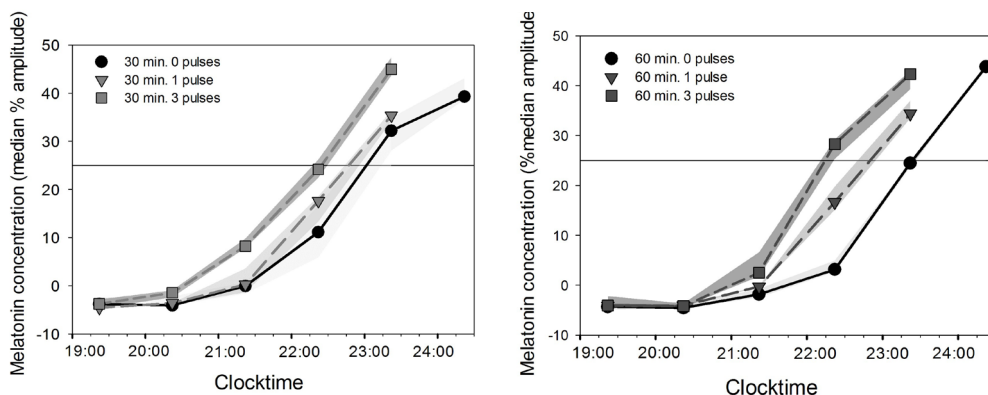 Melatonin concentration (median % amplitude)
50
40
30
20
10
0
-10
30 min. 0 pulses
30 min. 1 pulse
30 min. 3 pulses
19:00 20:00 21:00 22:00 23:00 24:00
Clocktime
Melatonin concentration (%median amplitude
50
40
30
20
10
0
-10
60 min. 0 pulses
60 min. 1 pulse
60 min. 3 pulses
19:00 20:00 21:00 22:00 23:00 24:00
Clocktime